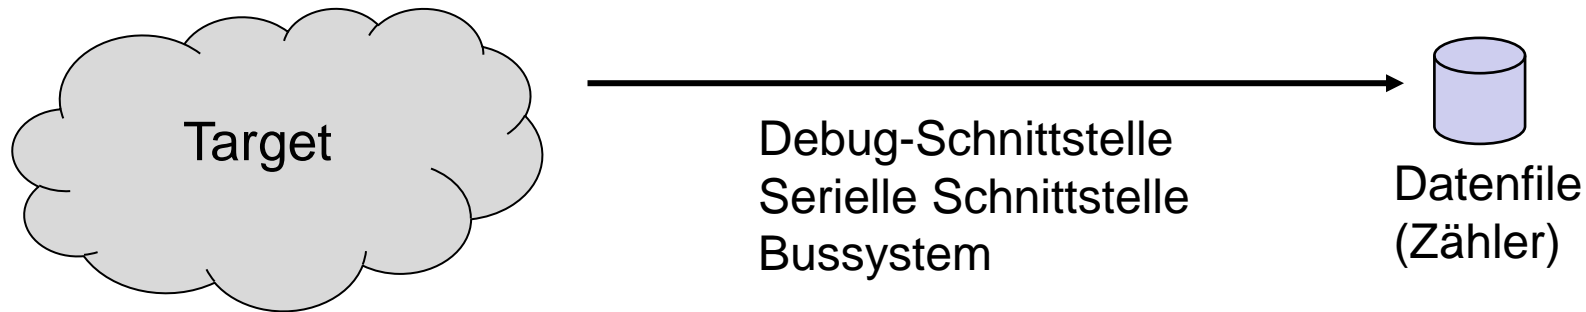 Target
Debug-Schnittstelle
Serielle Schnittstelle
Bussystem
Datenfile
(Zähler)